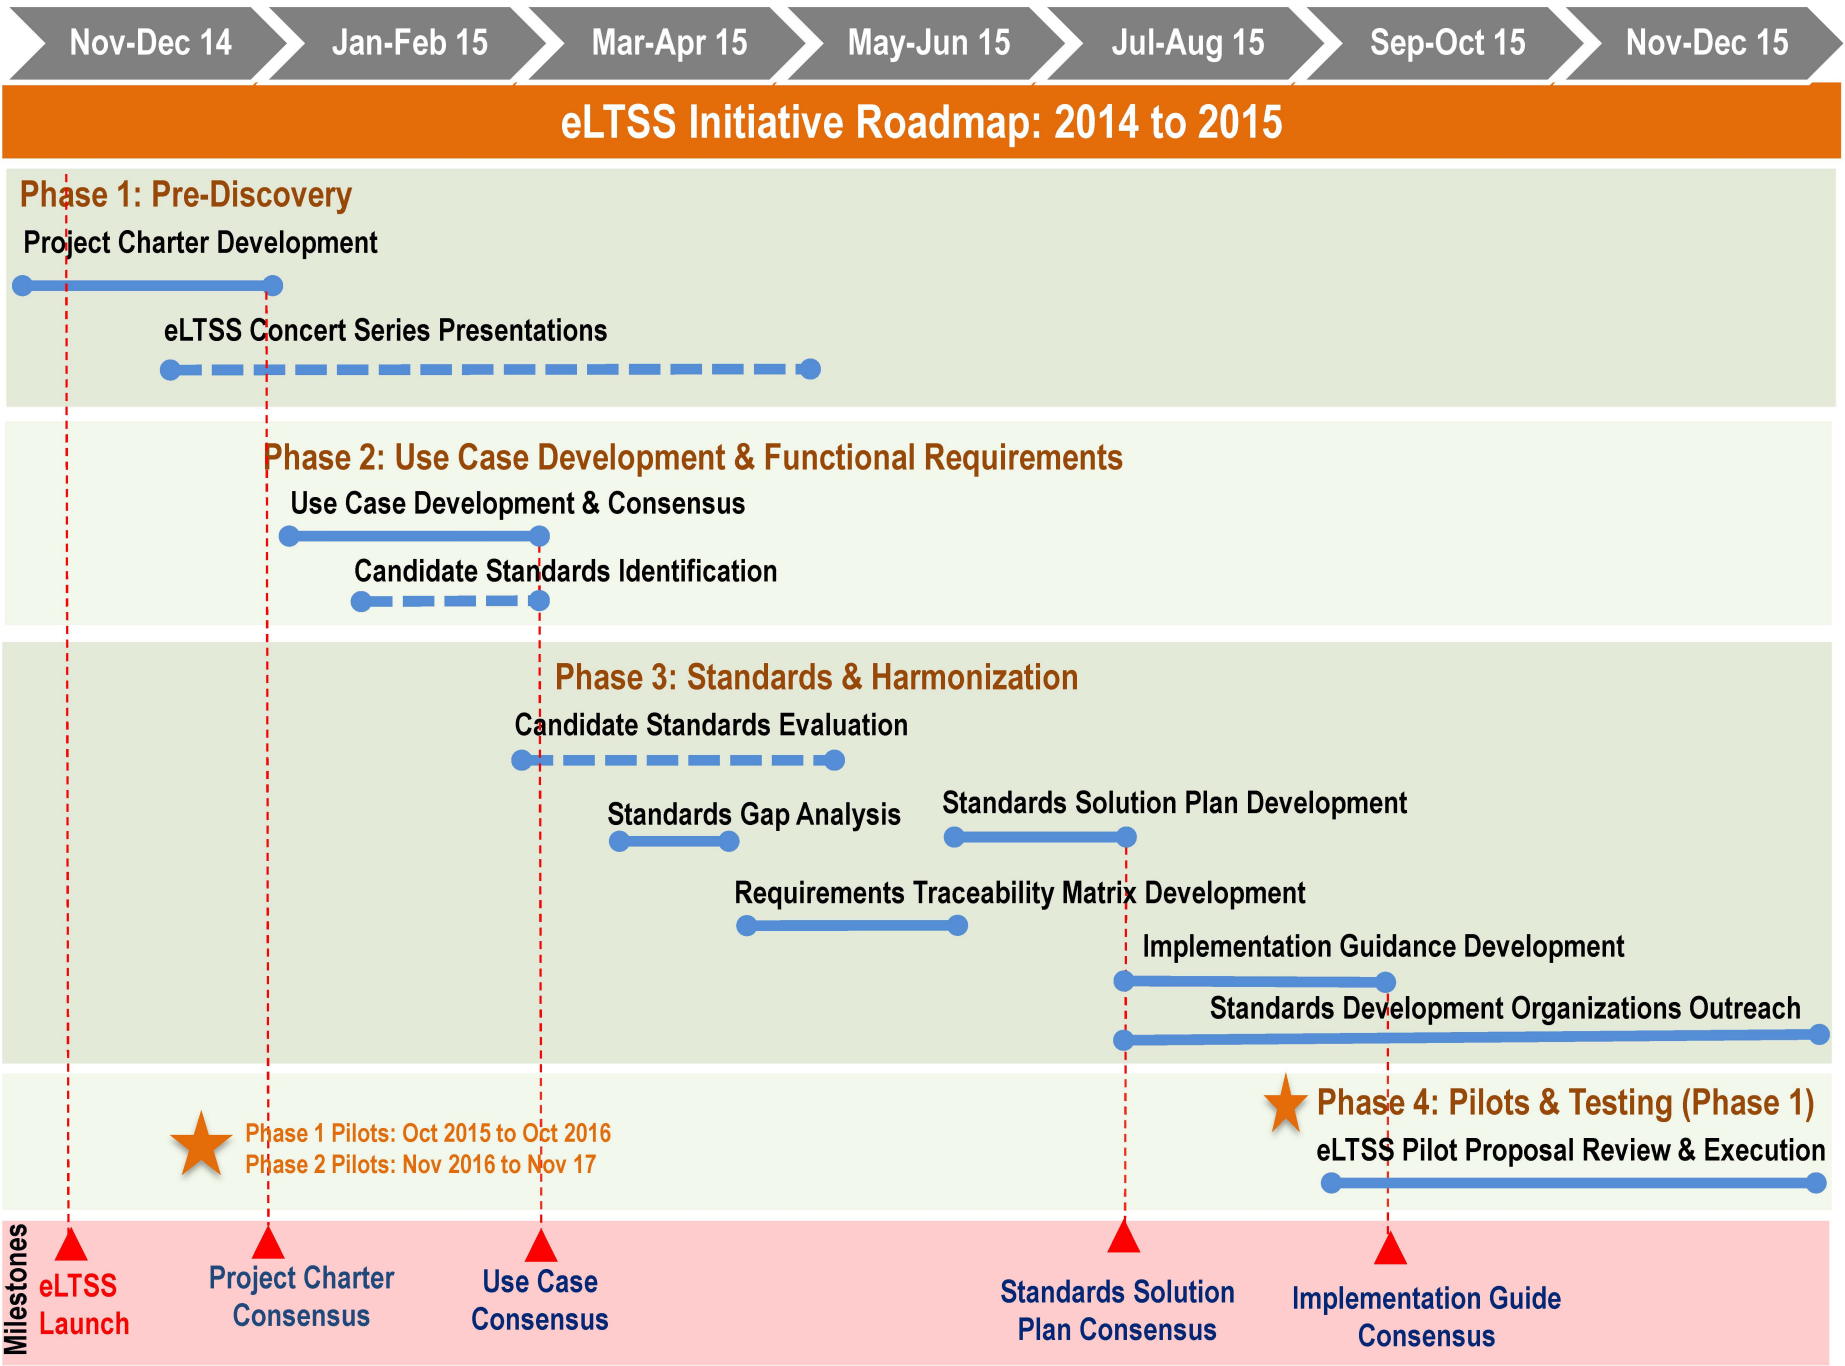 Nov-Dec 14
Jan-Feb 15
Mar-Apr 15
May-Jun 15
Jul-Aug 15
Sep-Oct 15
Nov-Dec 15
eLTSS Initiative Roadmap: 2014 to 2015
Phase 1: Pre-Discovery
Project Charter Development
eLTSS Concert Series Presentations
Phase 2: Use Case Development & Functional Requirements
Use Case Development & Consensus
Candidate Standards Identification
Phase 3: Standards & Harmonization
Candidate Standards Evaluation
Standards Gap Analysis
Standards Solution Plan Development
Requirements Traceability Matrix Development
Implementation Guidance Development
Standards Development Organizations Outreach
Phase 4: Pilots & Testing (Phase 1)
eLTSS Pilot Proposal Review & Execution
Phase 1 Pilots: Oct 2015 to Oct 2016
Phase 2 Pilots: Nov 2016 to Nov 17
Milestones
eLTSS
Launch
Project Charter
Consensus
Use Case
Consensus
Standards Solution
Plan Consensus
Implementation Guide
Consensus